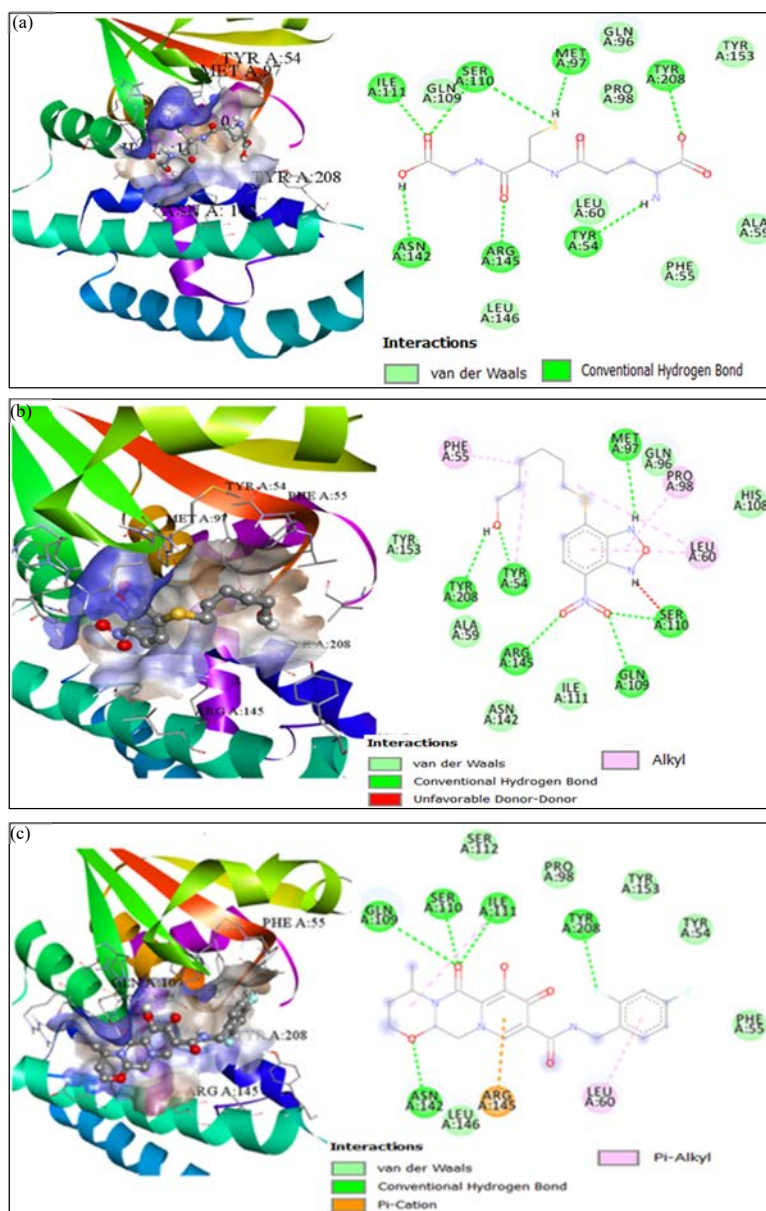 (a)
TYR A:54
MET A:97
TYR A:208
ASN A: 1
GLN
A:96
TYR
A:153
MET
A:97
TYR
A:208
SER
A:110
ILE
A:111
GLN
A:109
PRO
A:98
H
S
O
O
O
O
O
O
H
N
N
N
H
LEU
A:60
TYR
A:54
ALA
A:59
ASN
A:142
ARG
A:145
PHE
A:55
LEU
A:146
Interactions
van der Waals
Conventional Hydrogen Bond
(b)
TYR A:54
PHE A:55
MET A:97
YR A:208
ARG A:145
MET
A:97
PHE
A:55
GLN
A:96
PRO
A:98
HIS
A:108
TYR
A:153
LEU
A:60
TYR
A:208
TYR
A:54
SER
A:110
ALA
A:59
ARG
A:145
GLN
A:109
ILE
A:111
ASN
A:142
Interactions
van der Waals
Conventional Hydrogen Bond
Unfavorable Donor-Donor
Alkyl
(c)
PHE A:55
GLN A:109
YR A:208
ARG A:145
SER
A:112
PRO
A:98
TYR
A:153
GLN
A:109
SER
A:110
ILE
A:111
TYR
A:208
TYR
A:54
PHE
A:55
ASN
A:142
LEU
A:146
ARG
A:145
LEU
A:60
Interactions
van der Waals
Conventional Hydrogen Bond
Pi-Cation
Pi-Alkyl